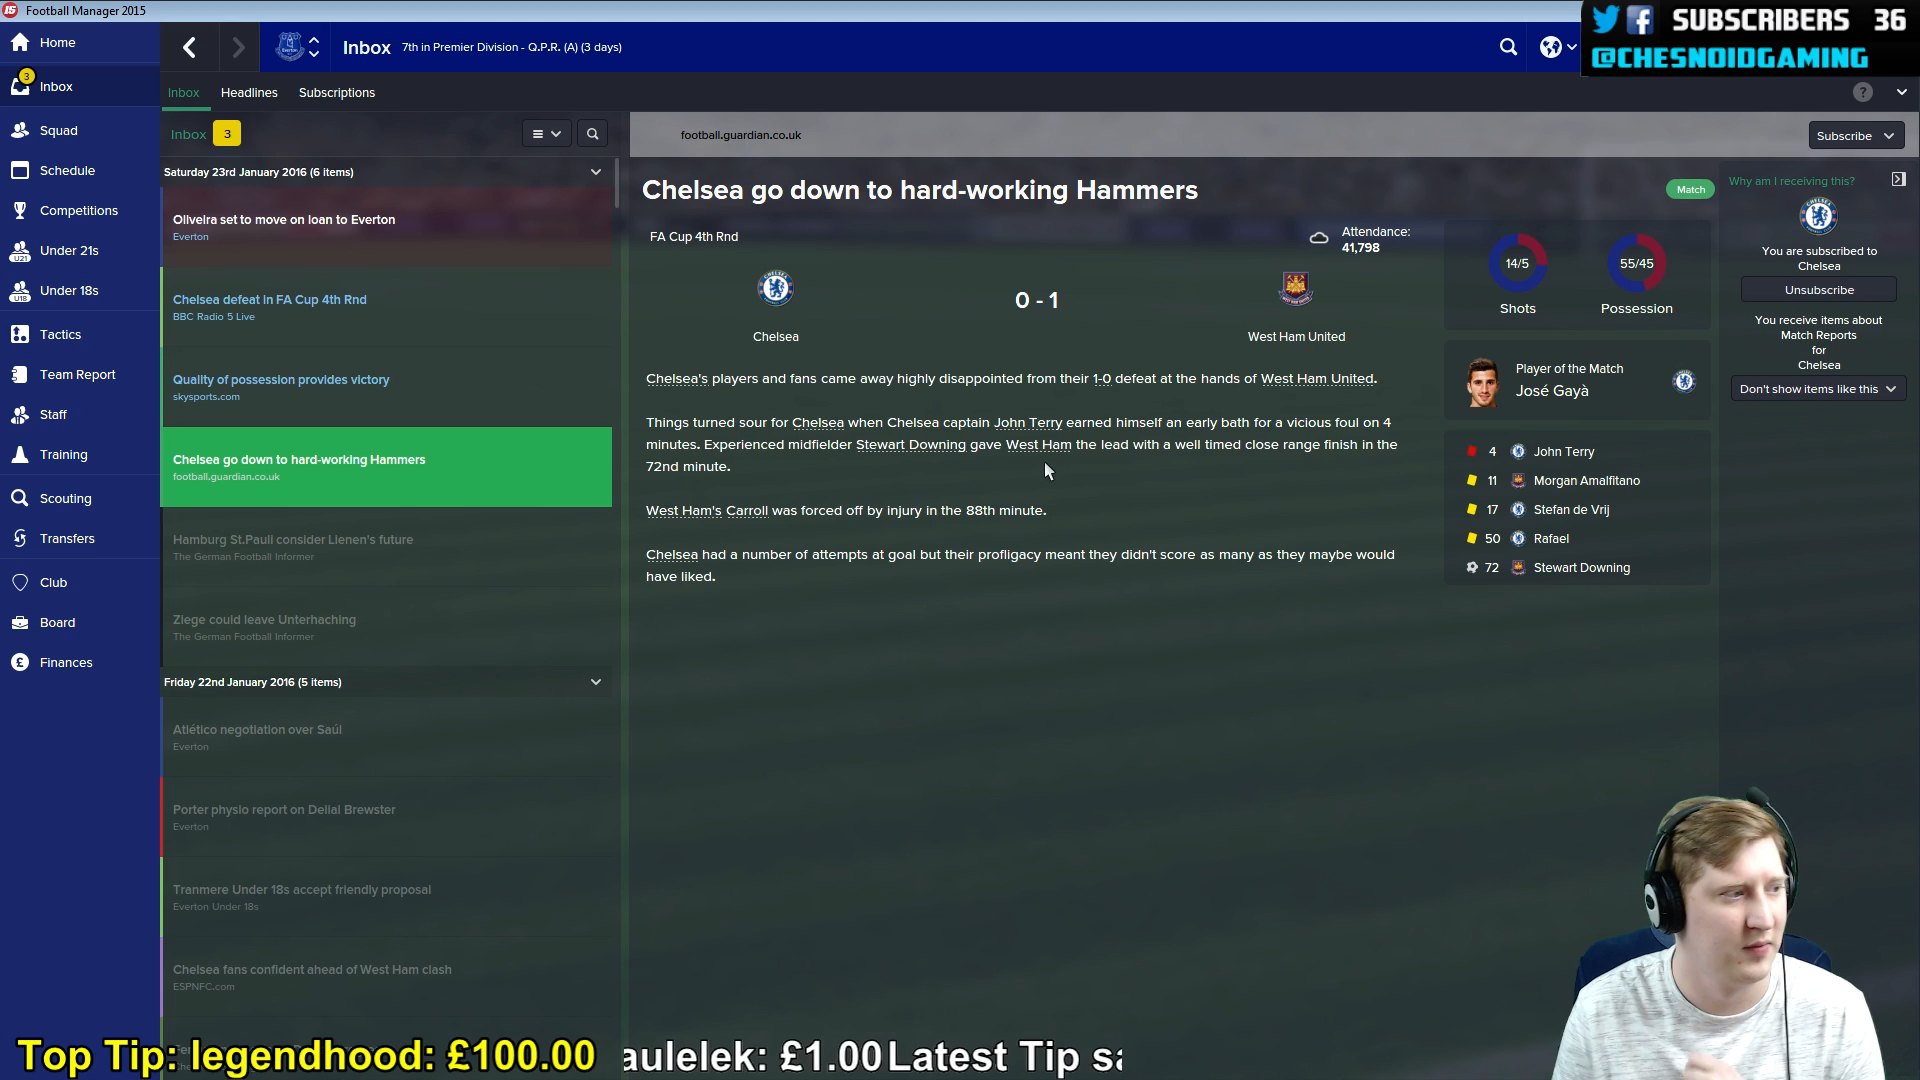 Football Manager 2015
Home
3
Inbox
Squad
Schedule
Competitions
U21
Under 21s
U18
Under 18s
Tactics
Team Report
Staff
Training
Scouting
Transfers
Club
Board
Finances
Inbox 7th in Premier Division - Q.P.R. (A) (3 days)
SUBSCRIBERS 36
@CHESNOIDGAMING
Inbox Headlines Subscriptions
Inbox 3
Saturday 23rd January 2016 (6 items)
Oliveira set to move on loan to Everton
Everton
Chelsea defeat in FA Cup 4th Rnd
BBC Radio 5 Live
Quality of possession provides victory
skysports.com
Chelsea go down to hard-working Hammers
football.guardian.co.uk
Hamburg St.Pauli consider Lienen's future
The German Football Informer
Ziege could leave Unterhaching
The German Football Informer
Friday 22nd January 2016 (5 items)
Atlético negotiation over Saúl
Everton
Porter physio report on Delial Brewster
Everton
Tranmere Under 18s accept friendly proposal
Everton Under 18s
Chelsea fans confident ahead of West Ham clash
ESPNFC.com
football.guardian.co.uk
Subscribe
Chelsea go down to hard-working Hammers
Match
FA Cup 4th Rnd
Attendance:
41,798
0 - 1
Chelsea
West Ham United
Chelsea's players and fans came away highly disappointed from their 1-0 defeat at the hands of West Ham United.
Things turned sour for Chelsea when Chelsea captain John Terry earned himself an early bath for a vicious foul on 4
minutes. Experienced midfielder Stewart Downing gave West Ham the lead with a well timed close range finish in the
72nd minute.
West Ham's Carroll was forced off by injury in the 88th minute.
Chelsea had a number of attempts at goal but their profligacy meant they didn't score as many as they maybe would
have liked.
14/5
Shots
55/45
Possession
Player of the Match
José Gayà
4 John Terry
11 Morgan Amalfitano
17 Stefan de Vrij
50 Rafael
72 Stewart Downing
Why am I receiving this?
You are subscribed to
Chelsea
Unsubscribe
You receive items about
Match Reports
for
Chelsea
Don't show items like this
Top Tip: legendhood: £100.00 aulelek: £1.00 Latest Tip